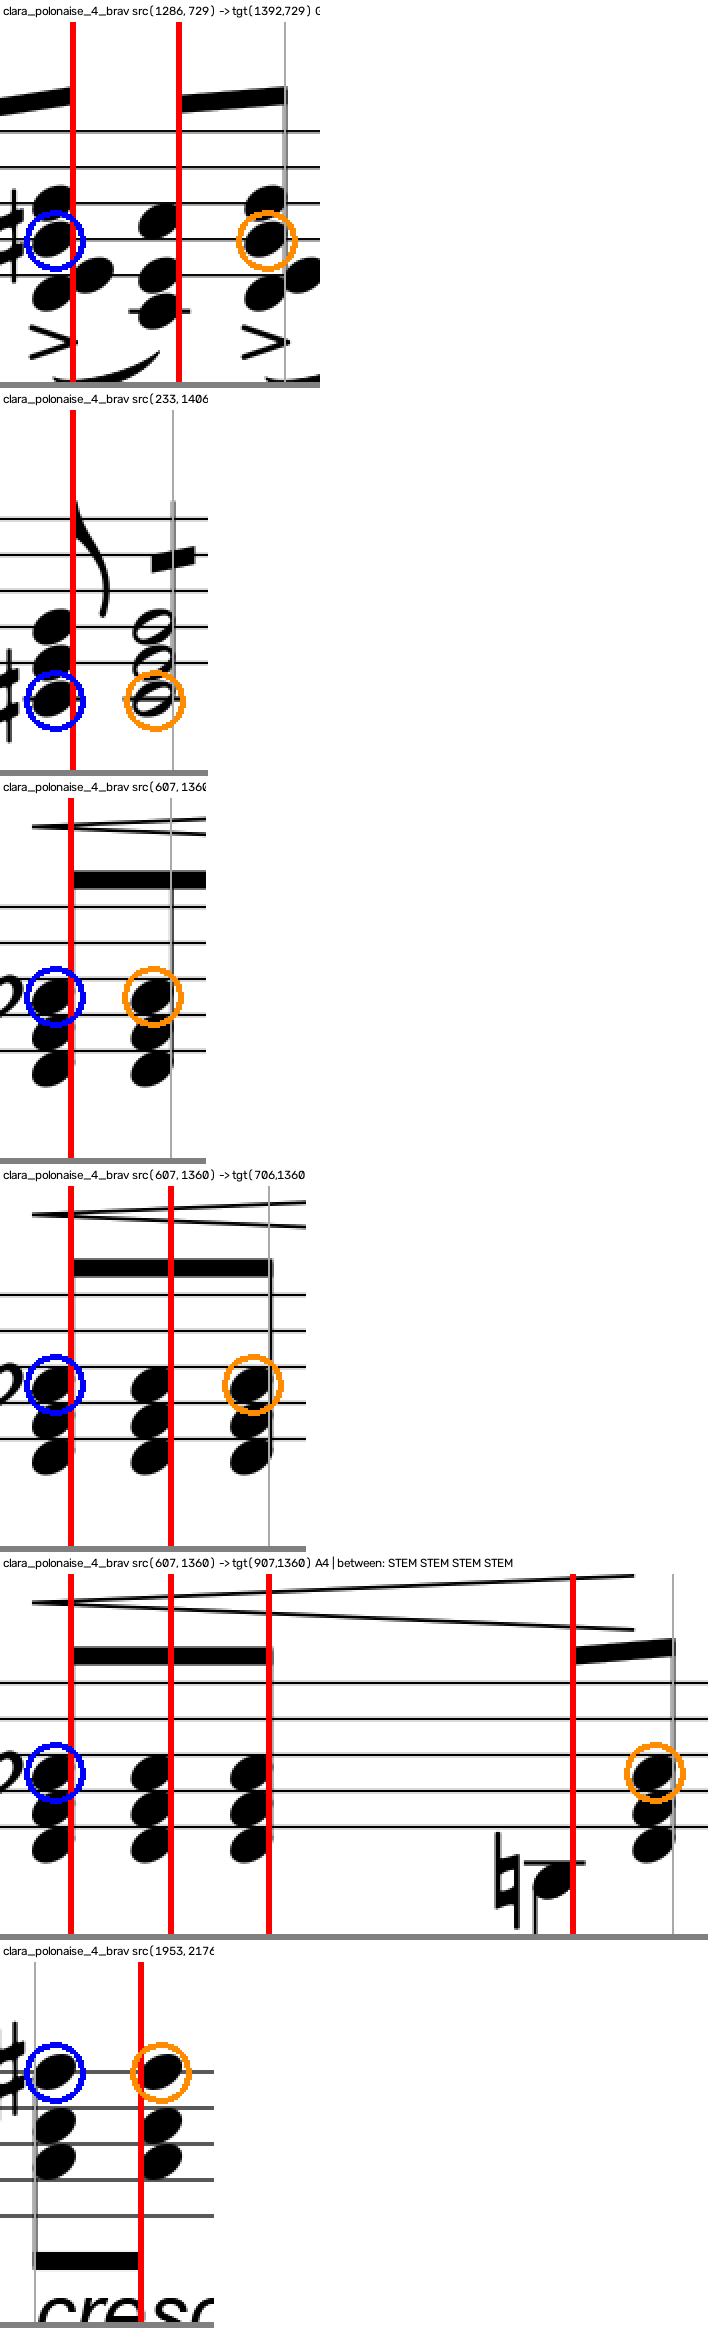 clara_polonaise_4_brav src(1286, 729) -> tgt(1392,729)
clara_polonaise_4_brav src(233, 1406
clara_polonaise_4_brav src(607, 1360
clara_polonaise_4_brav src(607, 1360) -> tgt(706,1360
clara_polonaise_4_brav src(607, 1360) -> tgt(907,1360) A4 | between: STEM STEM STEM STEM
clara_polonaise_4_brav src(1953, 2176
cresc